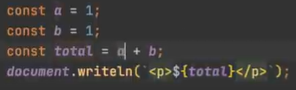 const a = 1;
const b = 1;
const total = a + b;
document.writeln(`<p>${total}</p>`);